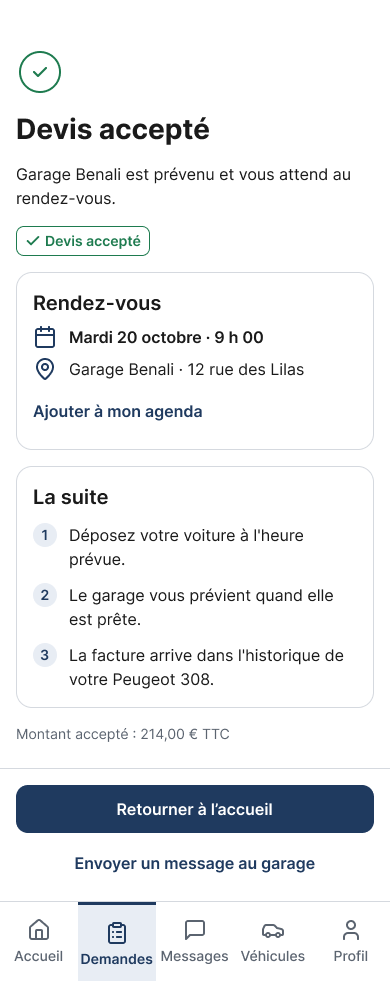 Devis accepté
Garage Benali est prévenu et vous attend au
rendez-vous.
Devis accepté
Rendez-vous
Mardi 20 octobre · 9 h 00
Garage Benali · 12 rue des Lilas
Ajouter à mon agenda
La suite
1 Déposez votre voiture à l'heure
prévue.
2 Le garage vous prévient quand elle
est prête.
3 La facture arrive dans l'historique de
votre Peugeot 308.
Montant accepté : 214,00 € TTC
Retourner à l’accueil
Envoyer un message au garage
Accueil Demandes Messages Véhicules Profil